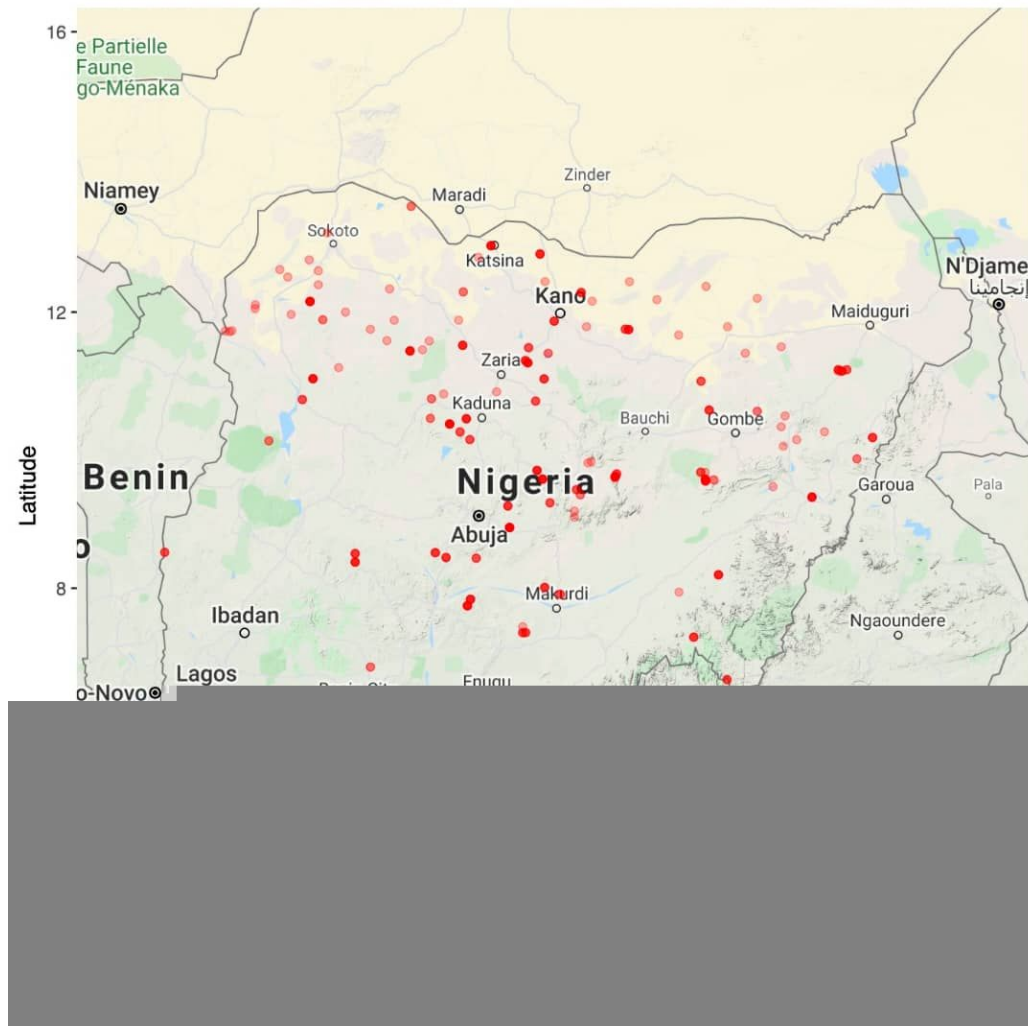 16
e Partielle
Faune
go-Ménaka
Niamey
Maradi
Zinder
Sokoto
Katsina
N'Djame
إنجامينا
12
Kano
Maiduguri
Zaria
Kaduna
Bauchi
Gombe
Latitude
Benin
Nigeria
Garoua
Pala
Abuja
o
8
Makurdi
Ibadan
Ngaoundere
Lagos
o-Novo
Enugu